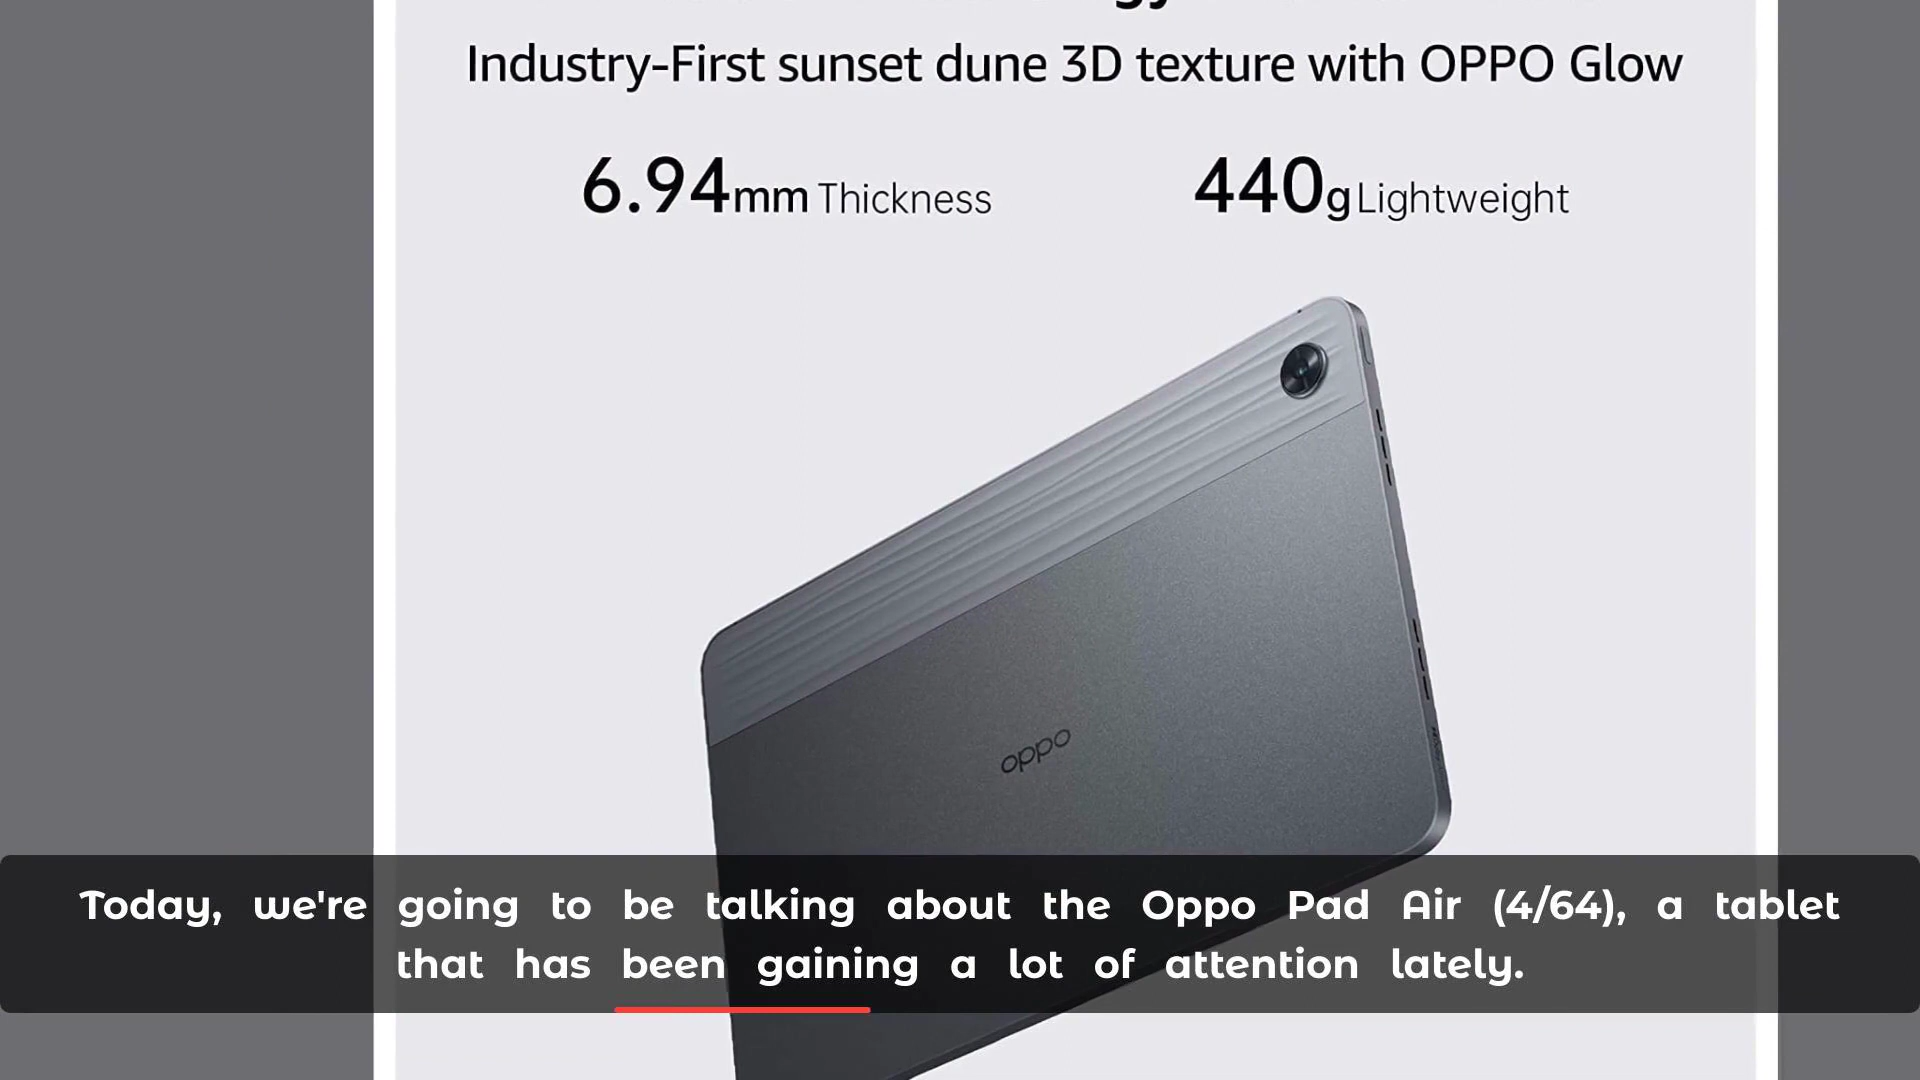 Industry-First sunset dune 3D texture with OPPO Glow
6.94mm Thickness
440g Lightweight
oppo
Today, we're going to be talking about the Oppo Pad Air (4/64), a tablet
that has been gaining a lot of attention lately.